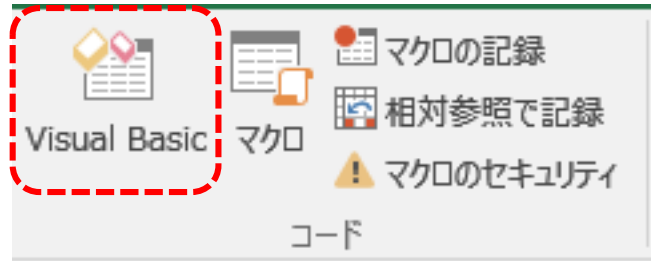 Visual Basic
マクロ
マクロの記録
相対参照で記録
マクロのセキュリティ
コード